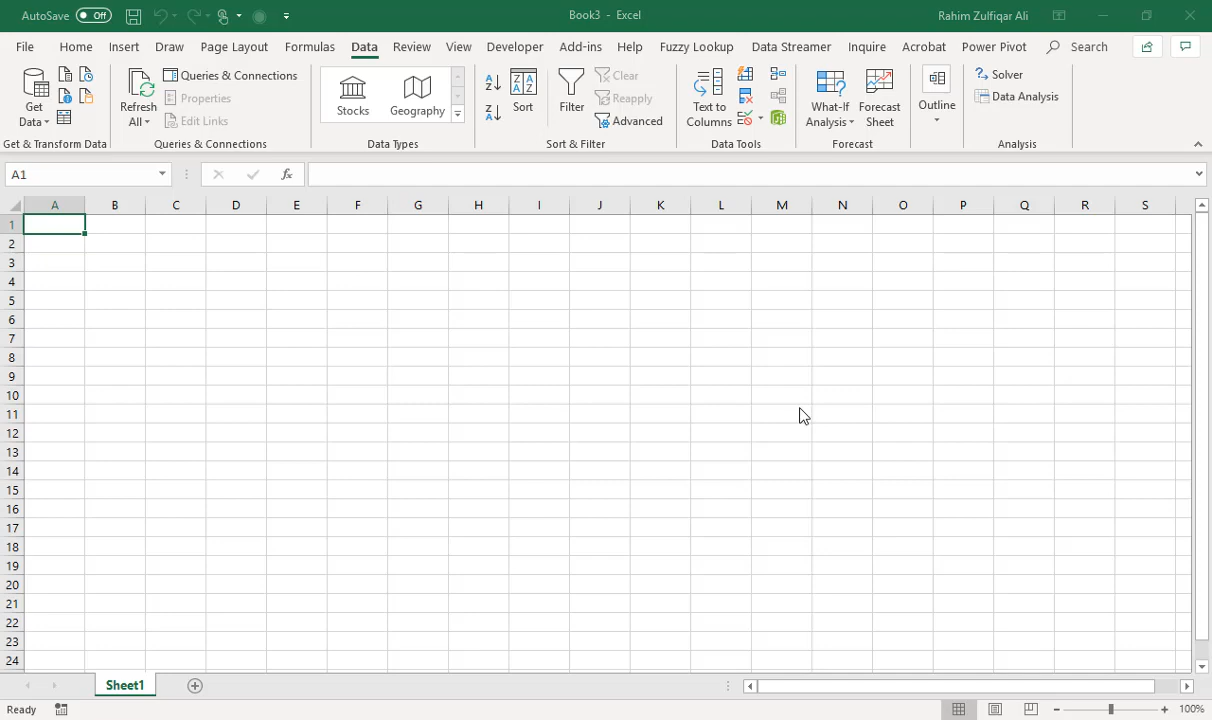 AutoSave Off Book3 - Excel Rahim Zulfiqar Ali
File Home Insert Draw Page Layout Formulas Data Review View Developer Add-ins Help Fuzzy Lookup Data Streamer Inquire Acrobat Power Pivot Search
Get Data
Refresh All
Queries & Connections
Properties
Edit Links
Stocks
Geography
Sort
Filter
Clear
Reapply
Advanced
Text to Columns
What-If Analysis
Forecast Sheet
Outline
Solver
Data Analysis
Get & Transform Data Queries & Connections Data Types Sort & Filter Data Tools Forecast Analysis
A1 fx
A B C D E F G H I J K L M N O P Q R S
1
2
3
4
5
6
7
8
9
10
11
12
13
14
15
16
17
18
19
20
21
22
23
24
Sheet1
Ready 100%